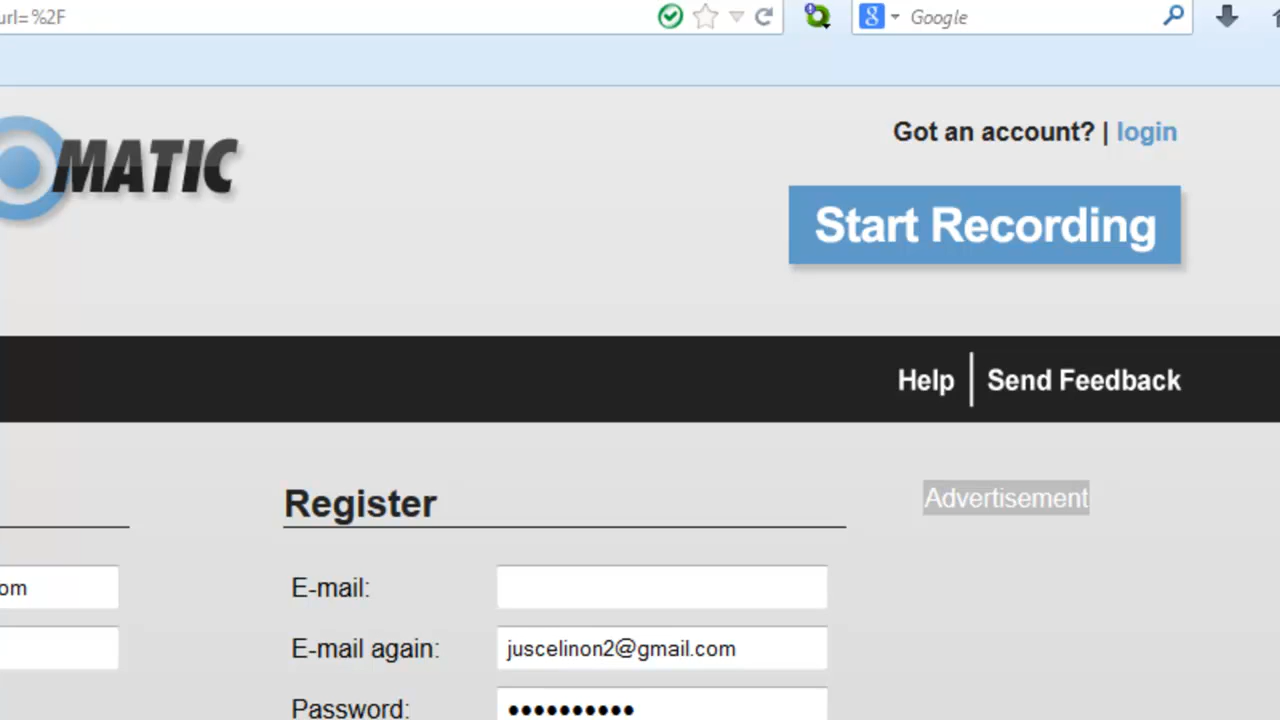 url=%2F
Google
MATIC
Got an account? | login
Start Recording
Help | Send Feedback
Register
Advertisement
om
E-mail:
E-mail again: juscelinon2@gmail.com
Password: ••••••••••